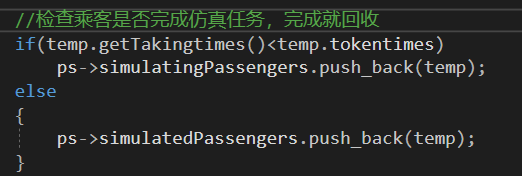 //检查乘客是否完成仿真任务，完成就回收
if(temp.getTakingtimes()<temp.tokentimes)
    ps->simulatingPassengers.push_back(temp);
else
{
    ps->simulatedPassengers.push_back(temp);
}